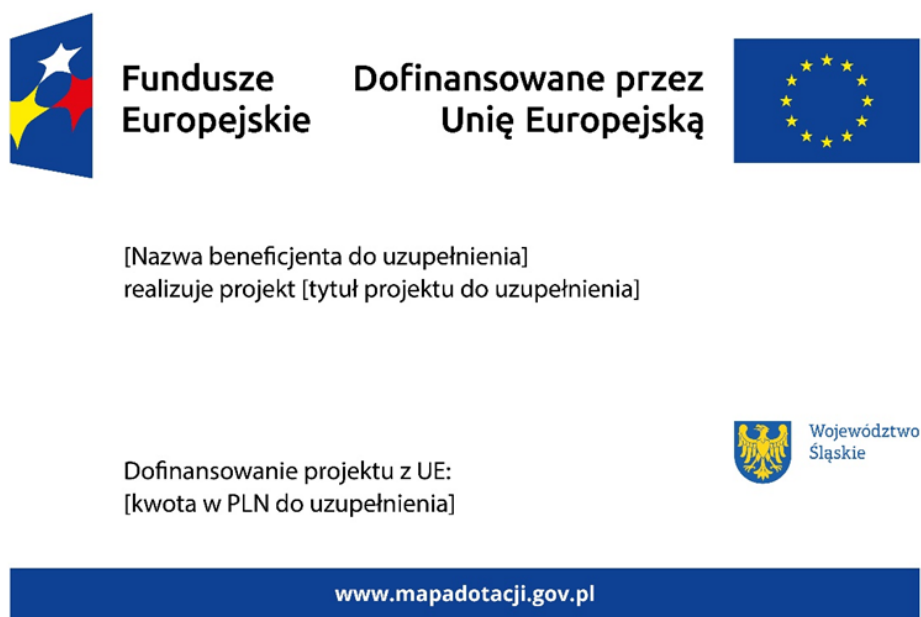 Fundusze
Europejskie
Dofinansowane przez
Unię Europejską
[Nazwa beneficjenta do uzupełnienia]
realizuje projekt [tytuł projektu do uzupełnienia]
Województwo
Śląskie
Dofinansowanie projektu z UE:
[kwota w PLN do uzupełnienia]
www.mapadotacji.gov.pl